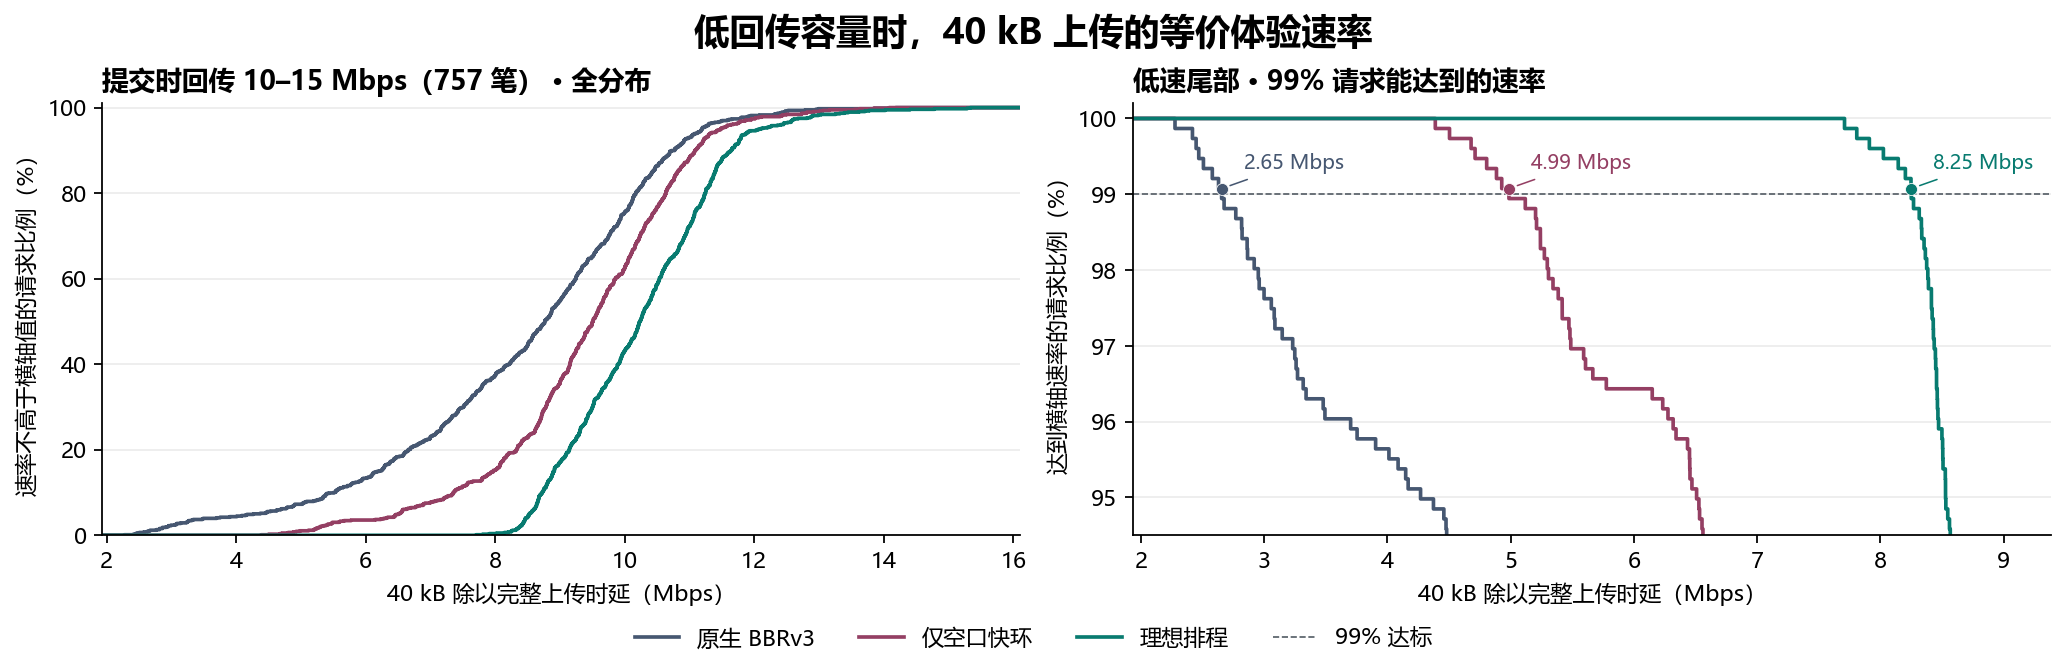 低回传容量时，40 kB 上传的等价体验速率
提交时回传 10–15 Mbps（757 笔） • 全分布
速率不高于横轴值的请求比例（%）
100
80
60
40
20
0
2 4 6 8 10 12 14 16
40 kB 除以完整上传时延（Mbps）
低速尾部 • 99% 请求能达到的速率
达到横轴速率的请求比例（%）
100
99
98
97
96
95
2.65 Mbps
4.99 Mbps
8.25 Mbps
2 3 4 5 6 7 8 9
40 kB 除以完整上传时延（Mbps）
原生 BBRv3 仅空口快环 理想排程 99% 达标